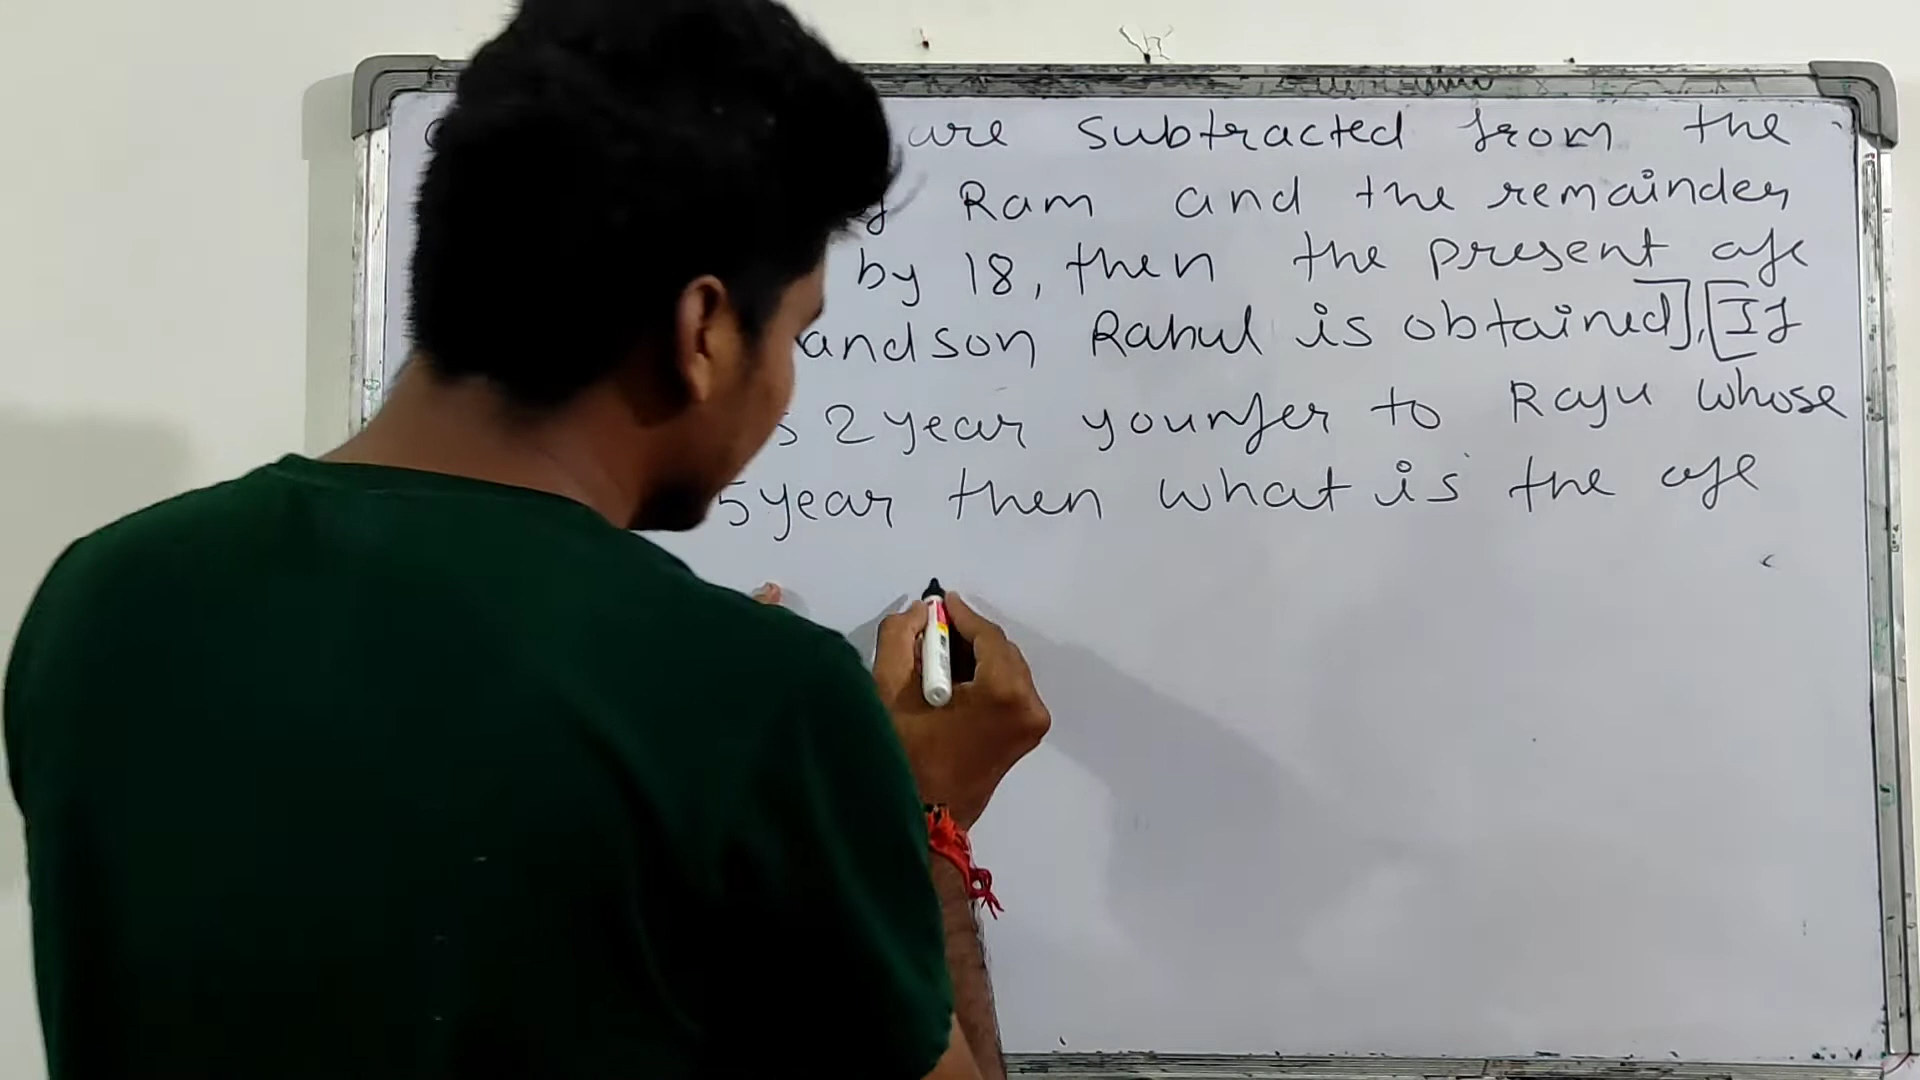 are subtracted from the
Ram and the remainder
by 18, then the present age
andson Rahul is obtained].[If
s 2 year younger to Raju whose
5 year then what is the age